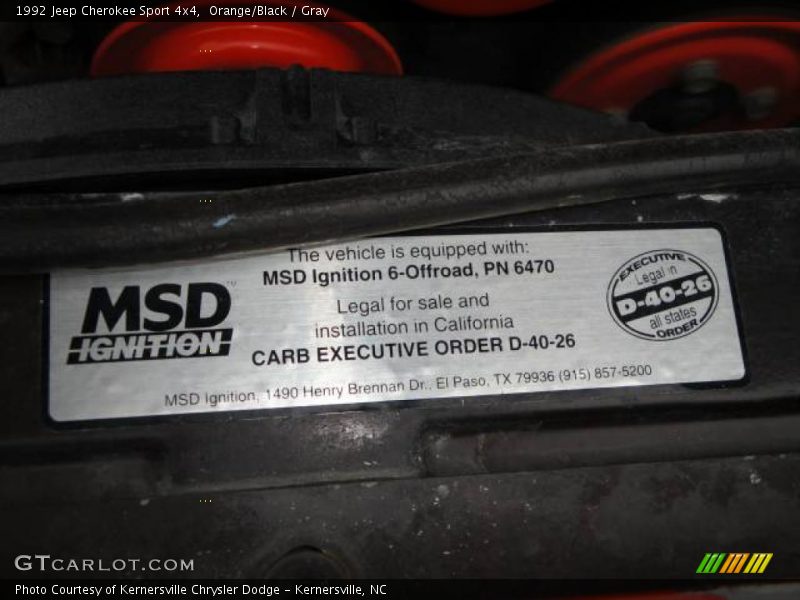 1992 Jeep Cherokee Sport 4x4,  Orange/Black / Gray
The vehicle is equipped with:
MSD Ignition 6-Offroad, PN 6470
MSD
IGNITION
™
Legal for sale and
installation in California
CARB EXECUTIVE ORDER D-40-26
MSD Ignition, 1490 Henry Brennan Dr., El Paso, TX 79936 (915) 857-5200
EXECUTIVE
Legal in
D-40-26
all states
ORDER
GTCARLOT.COM
Photo Courtesy of Kernersville Chrysler Dodge - Kernersville, NC